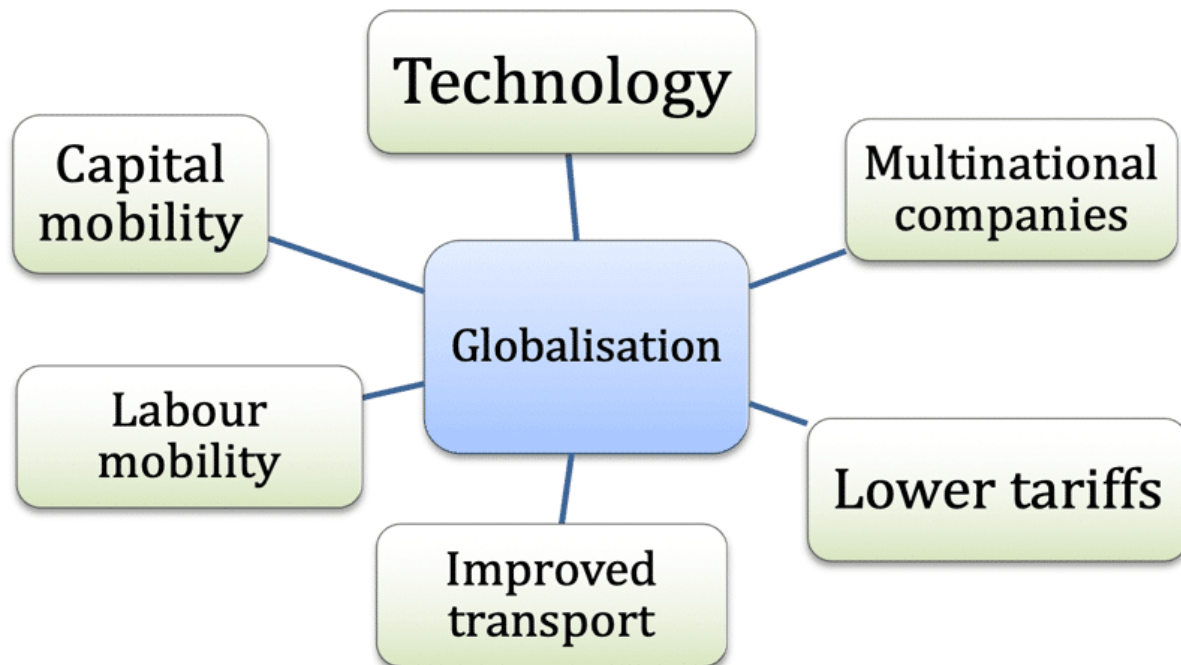 Technology
Capital
mobility
Multinational
companies
Globalisation
Labour
mobility
Lower tariffs
Improved
transport